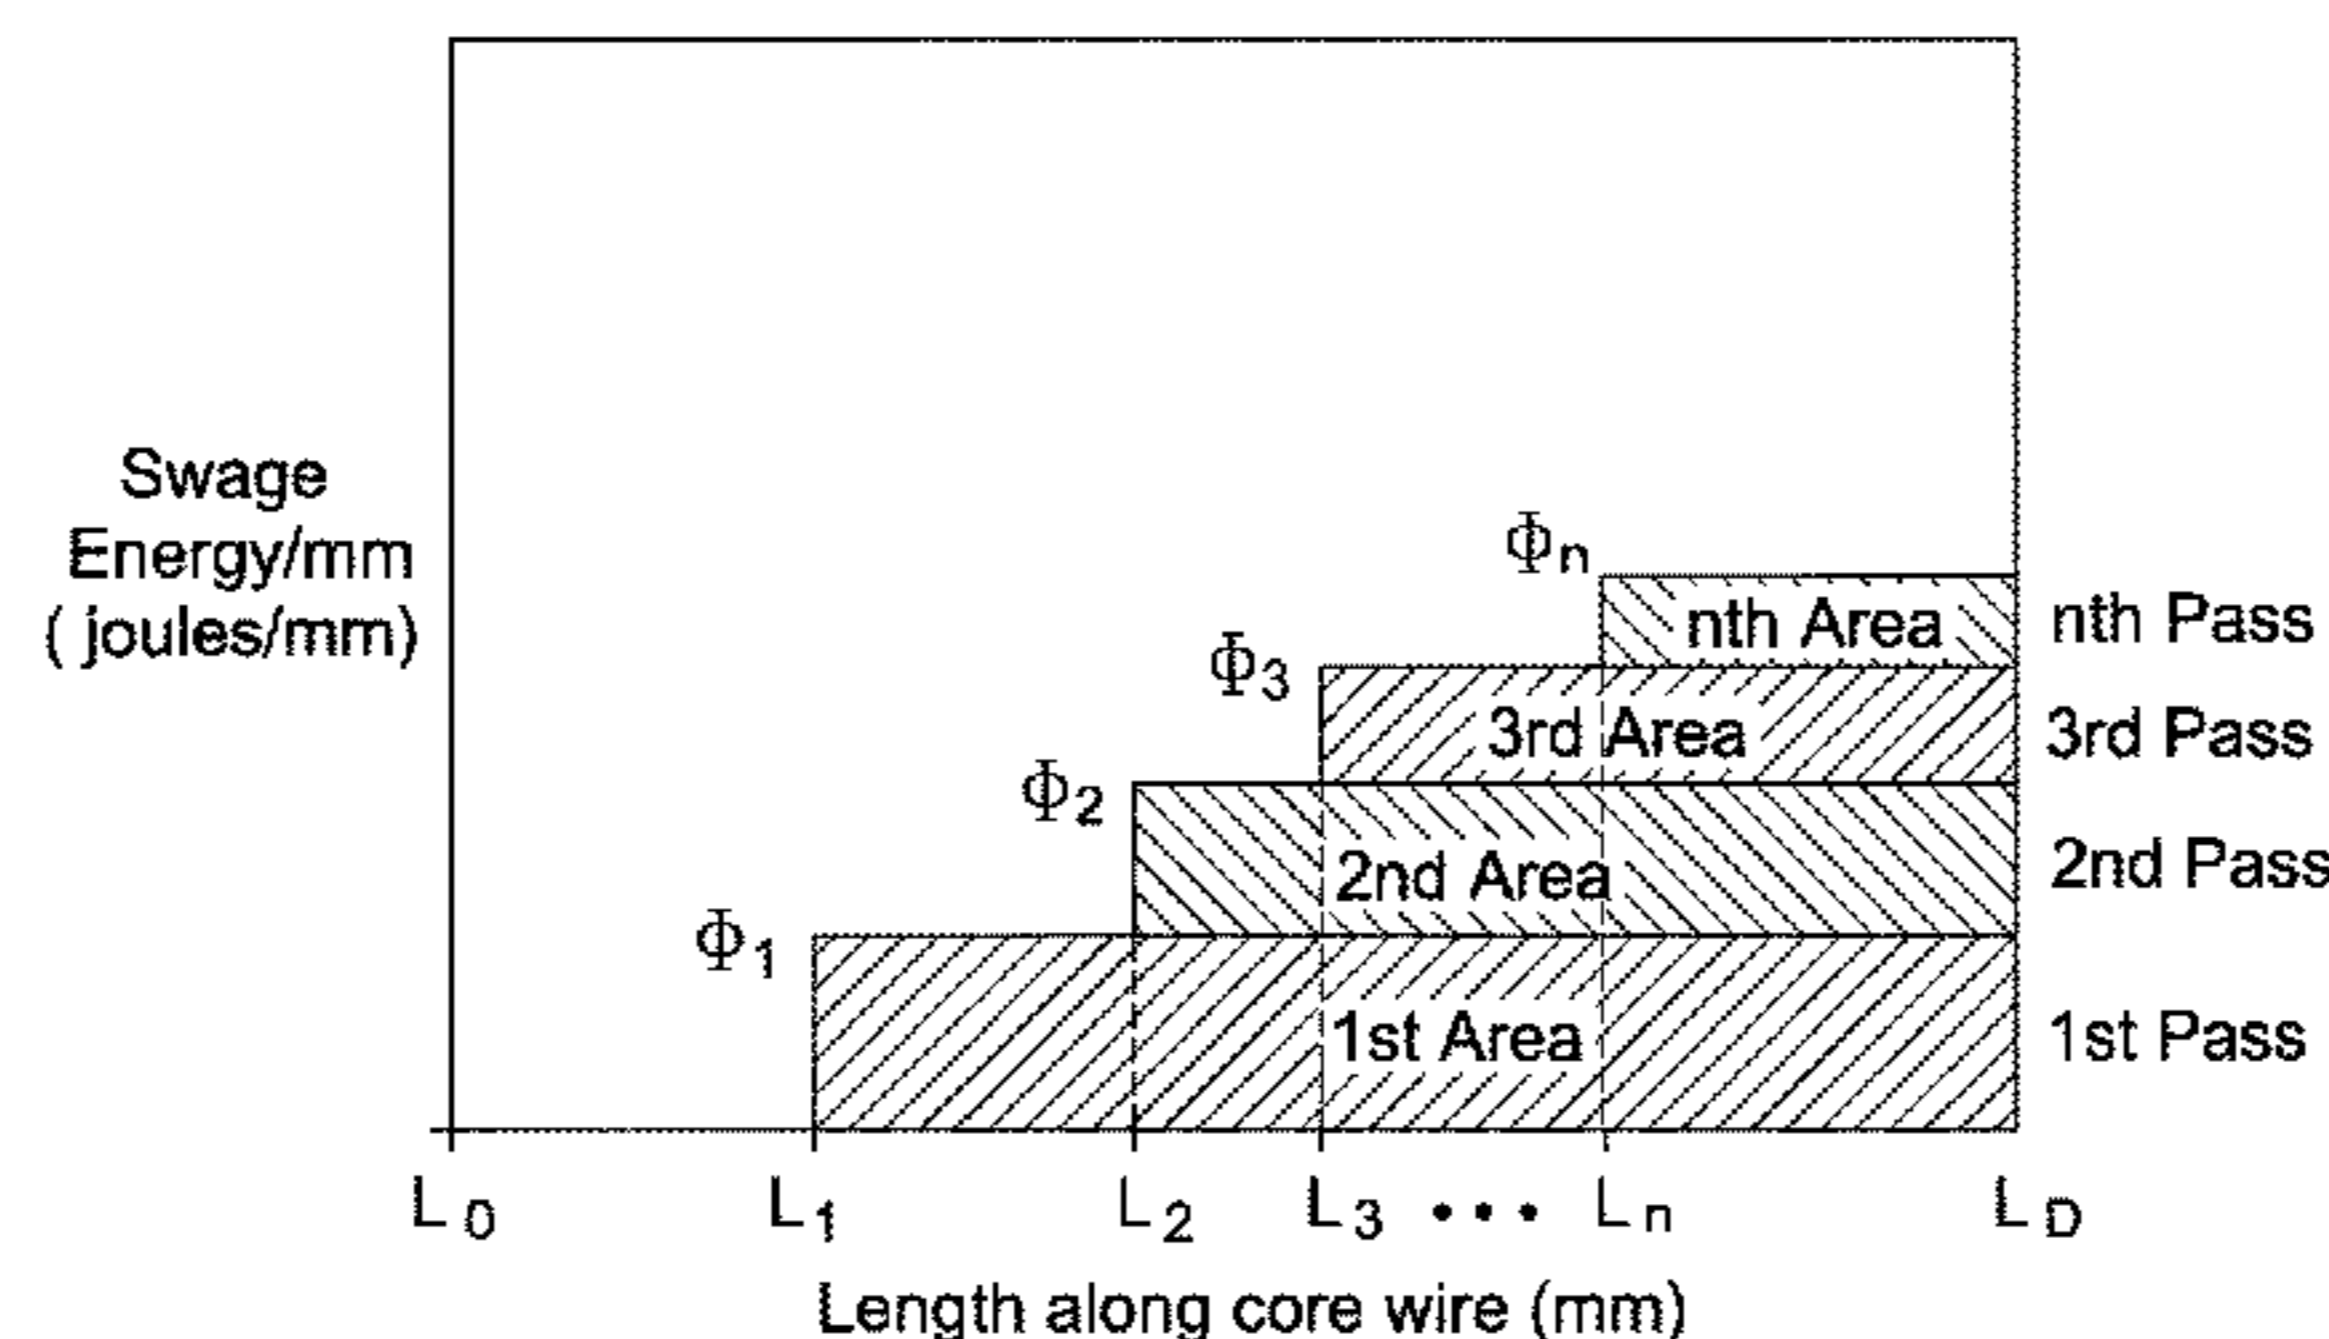 Swage
Energy/mm
( joules/mm)
Φn
nth Area
nth Pass
Φ3
3rd Area
3rd Pass
Φ2
2nd Area
2nd Pass
Φ1
1st Area
1st Pass
L0 L1 L2 L3 ••• Ln LD
Length along core wire (mm)